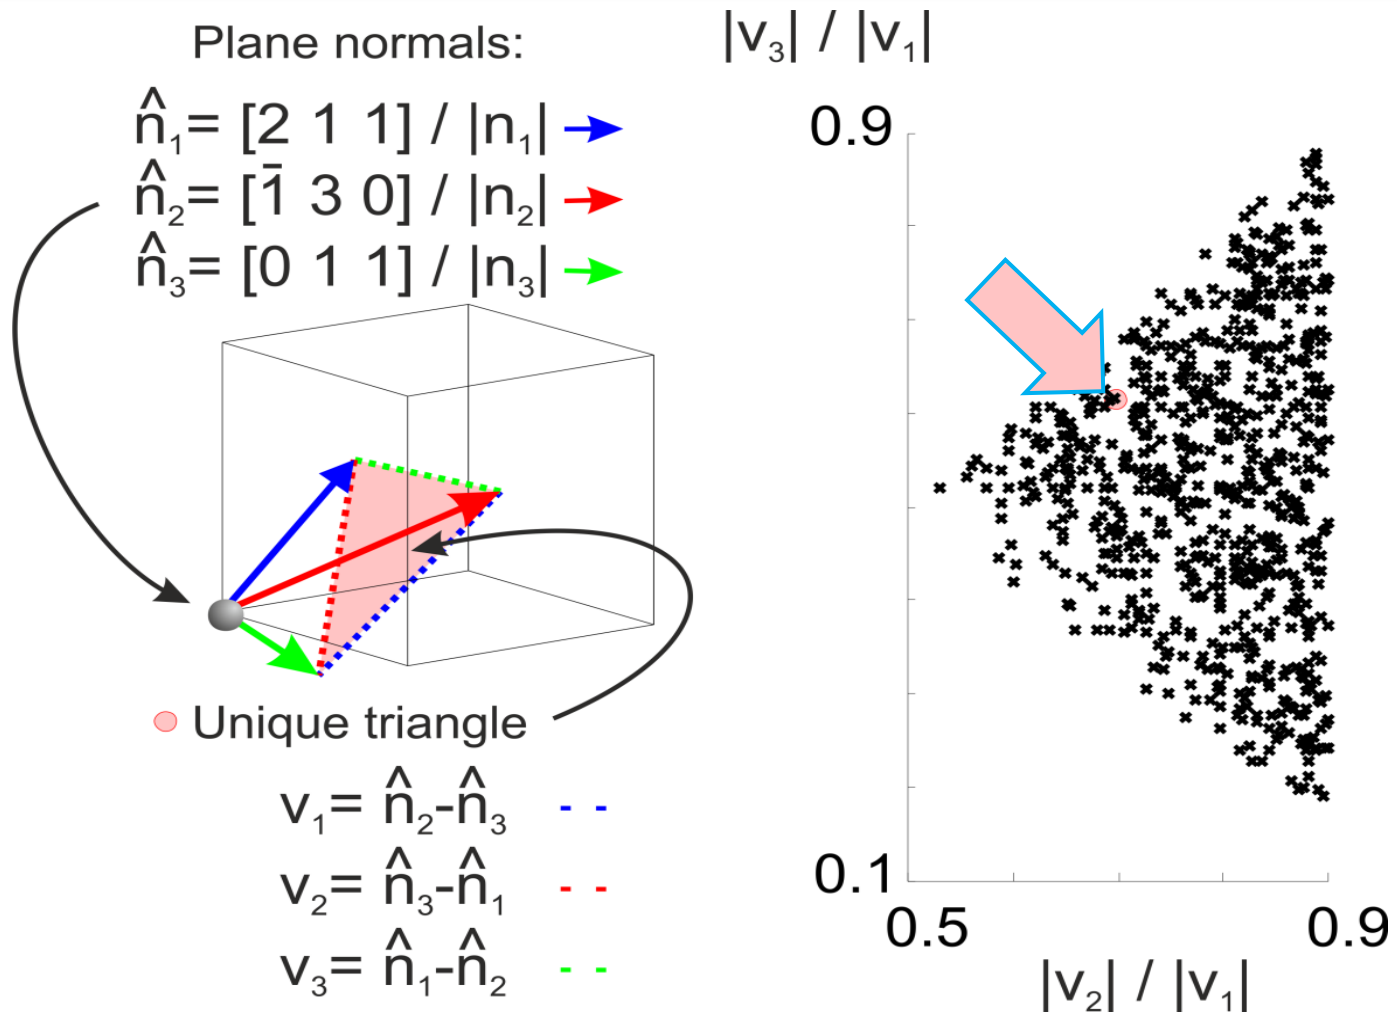 Plane normals:
n̂₁= [2 1 1] / |n₁|
n̂₂= [1̄ 3 0] / |n₂|
n̂₃= [0 1 1] / |n₃|
Unique triangle
v₁= n̂₂-n̂₃
v₂= n̂₃-n̂₁
v₃= n̂₁-n̂₂
|v₃| / |v₁|
0.9
0.1
0.5
0.9
|v₂| / |v₁|